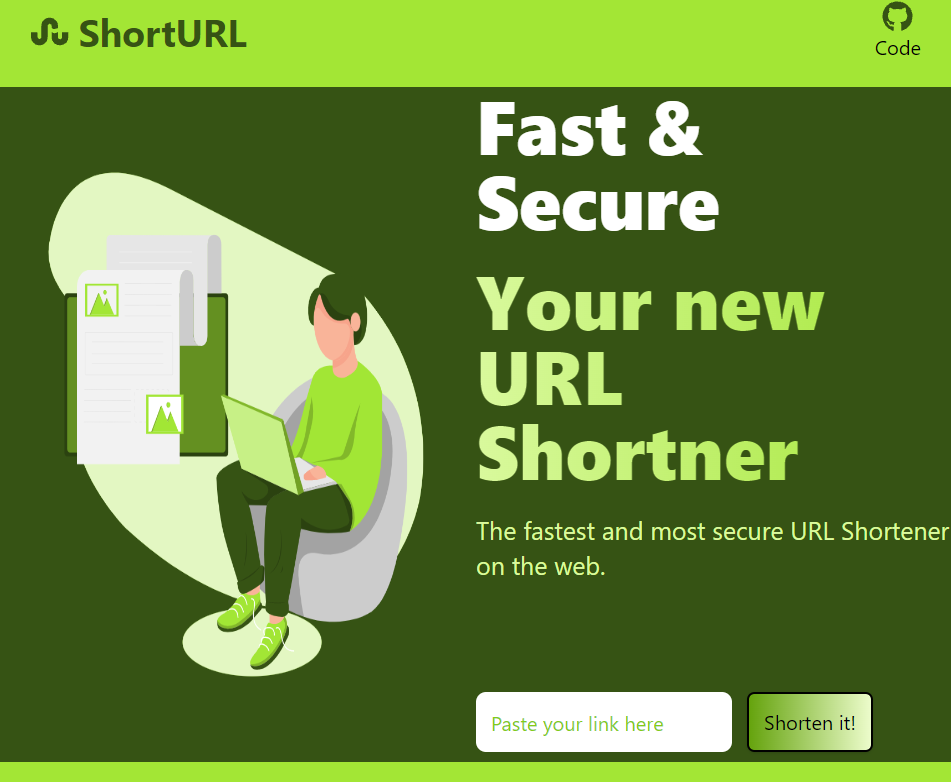 ShortURL
Code
Fast &
Secure
Your new
URL
Shortner
The fastest and most secure URL Shortener
on the web.
Paste your link here
Shorten it!